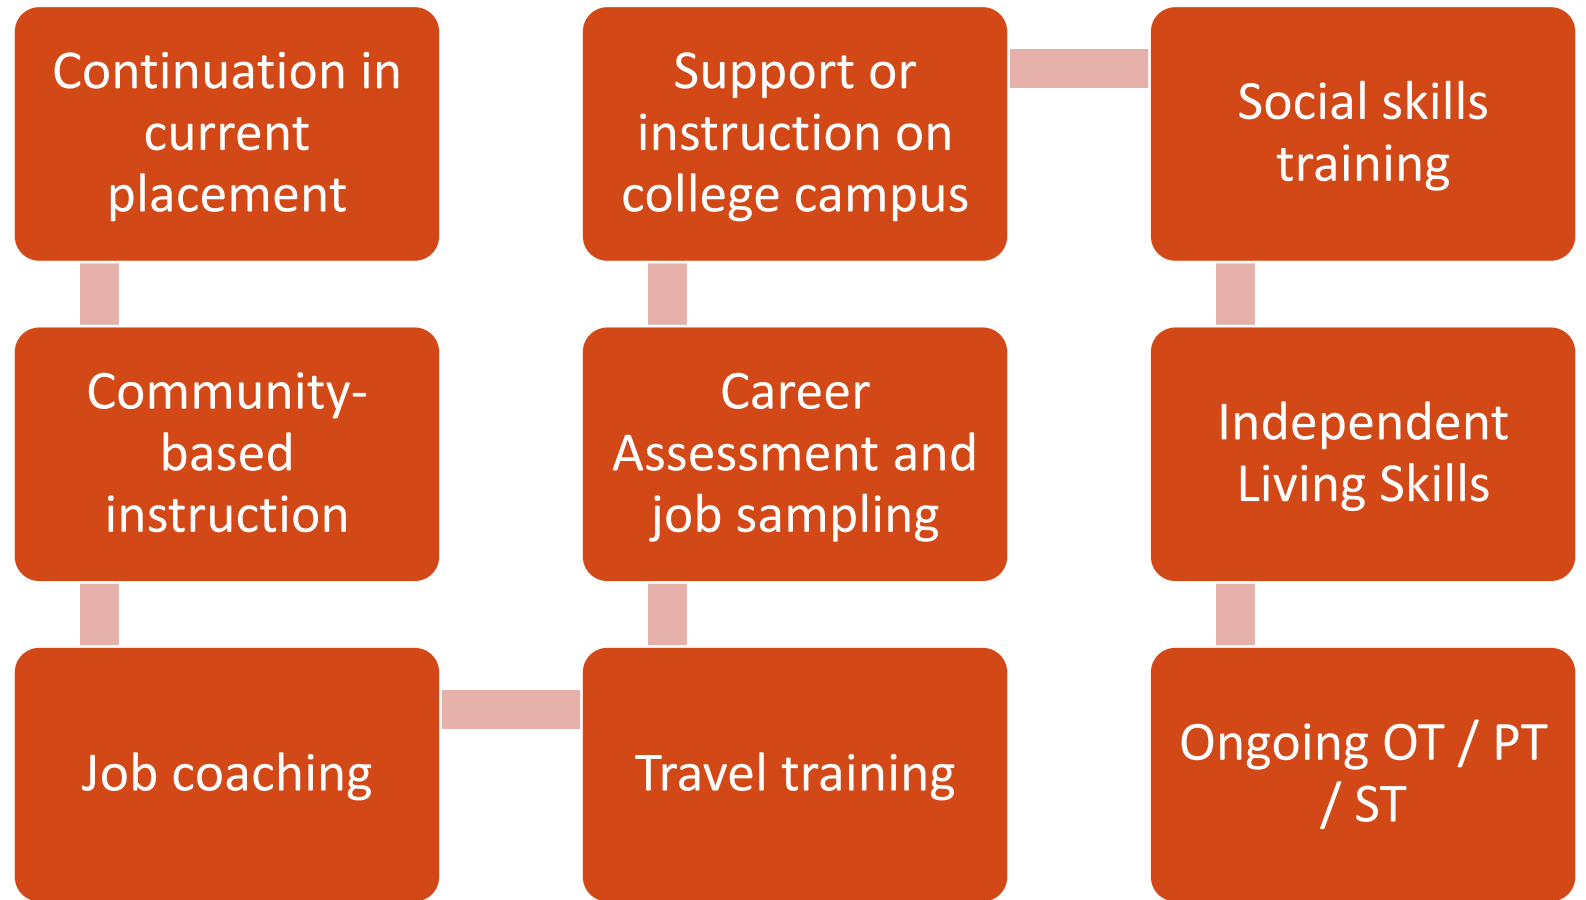 Continuation in
current
placement
Community-
based
instruction
Job coaching
Travel training
Career
Assessment and
job sampling
Support or
instruction on
college campus
Social skills
training
Independent
Living Skills
Ongoing OT / PT
/ ST